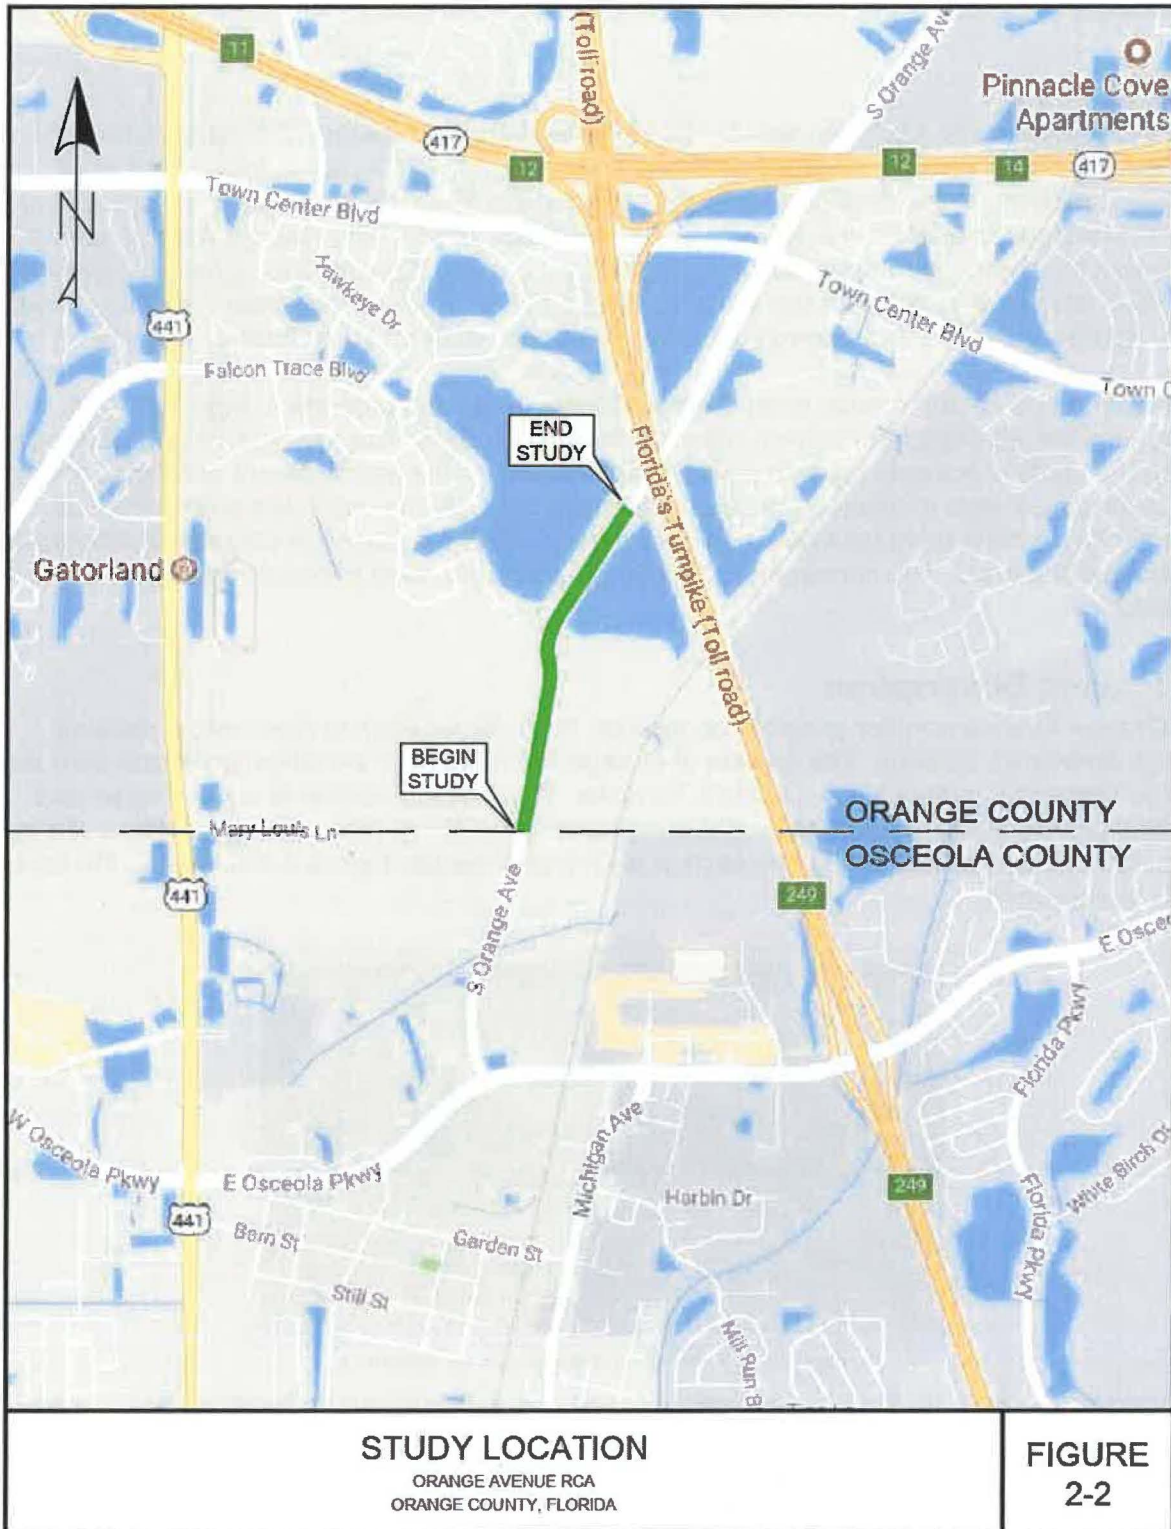 11
(Toll road)
S Orange Ave
Pinnacle Cove
Apartments
417
12
12
14
417
Town Center Blvd
Hawkeye Dr
441
Town Center Blvd
Falcon Trace Blvd
Town C
END
STUDY
Florida's Turnpike (Toll road)
Gatorland
BEGIN
STUDY
ORANGE COUNTY
Mary Louis Ln
OSCEOLA COUNTY
441
249
S Orange Ave
E Osceo
Florida Pkwy
W Osceola Pkwy
Michigan Ave
E Osceola Pkwy
White Birch Dr
249
Harbin Dr
441
Bern St
Garden St
Florida Pkwy
Still St
Mill Run B
STUDY LOCATION
ORANGE AVENUE RCA
ORANGE COUNTY, FLORIDA
FIGURE
2-2
N